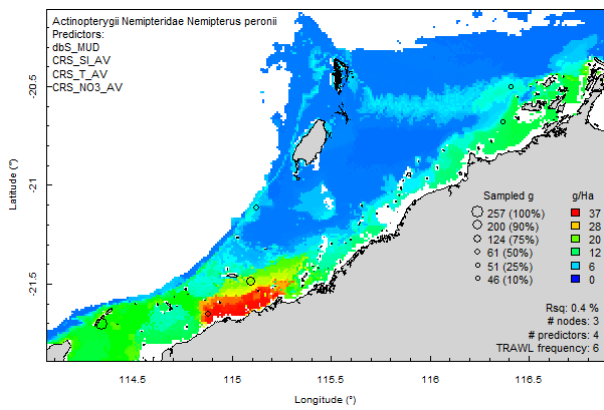 Actinopterygii Nemipteridae Nemipterus peronii
Predictors:
dbS_MUD
CRS_SI_AV
CRS_T_AV
CRS_NO3_AV
-20.5
-21
-21.5
Latitude (°)
Sampled g g/Ha
257 (100%) 37
200 (90%) 28
124 (75%) 20
61 (50%) 12
51 (25%) 6
46 (10%) 0
Rsq: 0.4 %
# nodes: 3
# predictors: 4
TRAWL frequency: 6
114.5 115 115.5 116 116.5
Longitude (°)